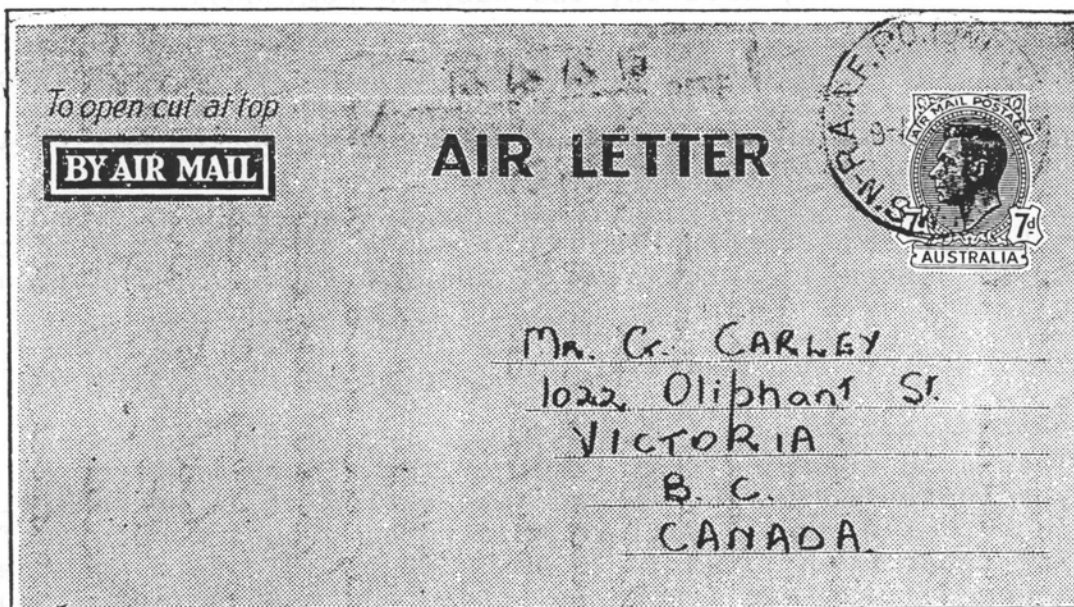 To open cut at top
BY AIR MAIL
AIR LETTER
R.A.A.F. P.O.
N.S.W
AIR MAIL POSTAGE
7d
7d
AUSTRALIA
Mr. G. CARLEY
1022 Oliphant St.
VICTORIA
B. C.
CANADA.